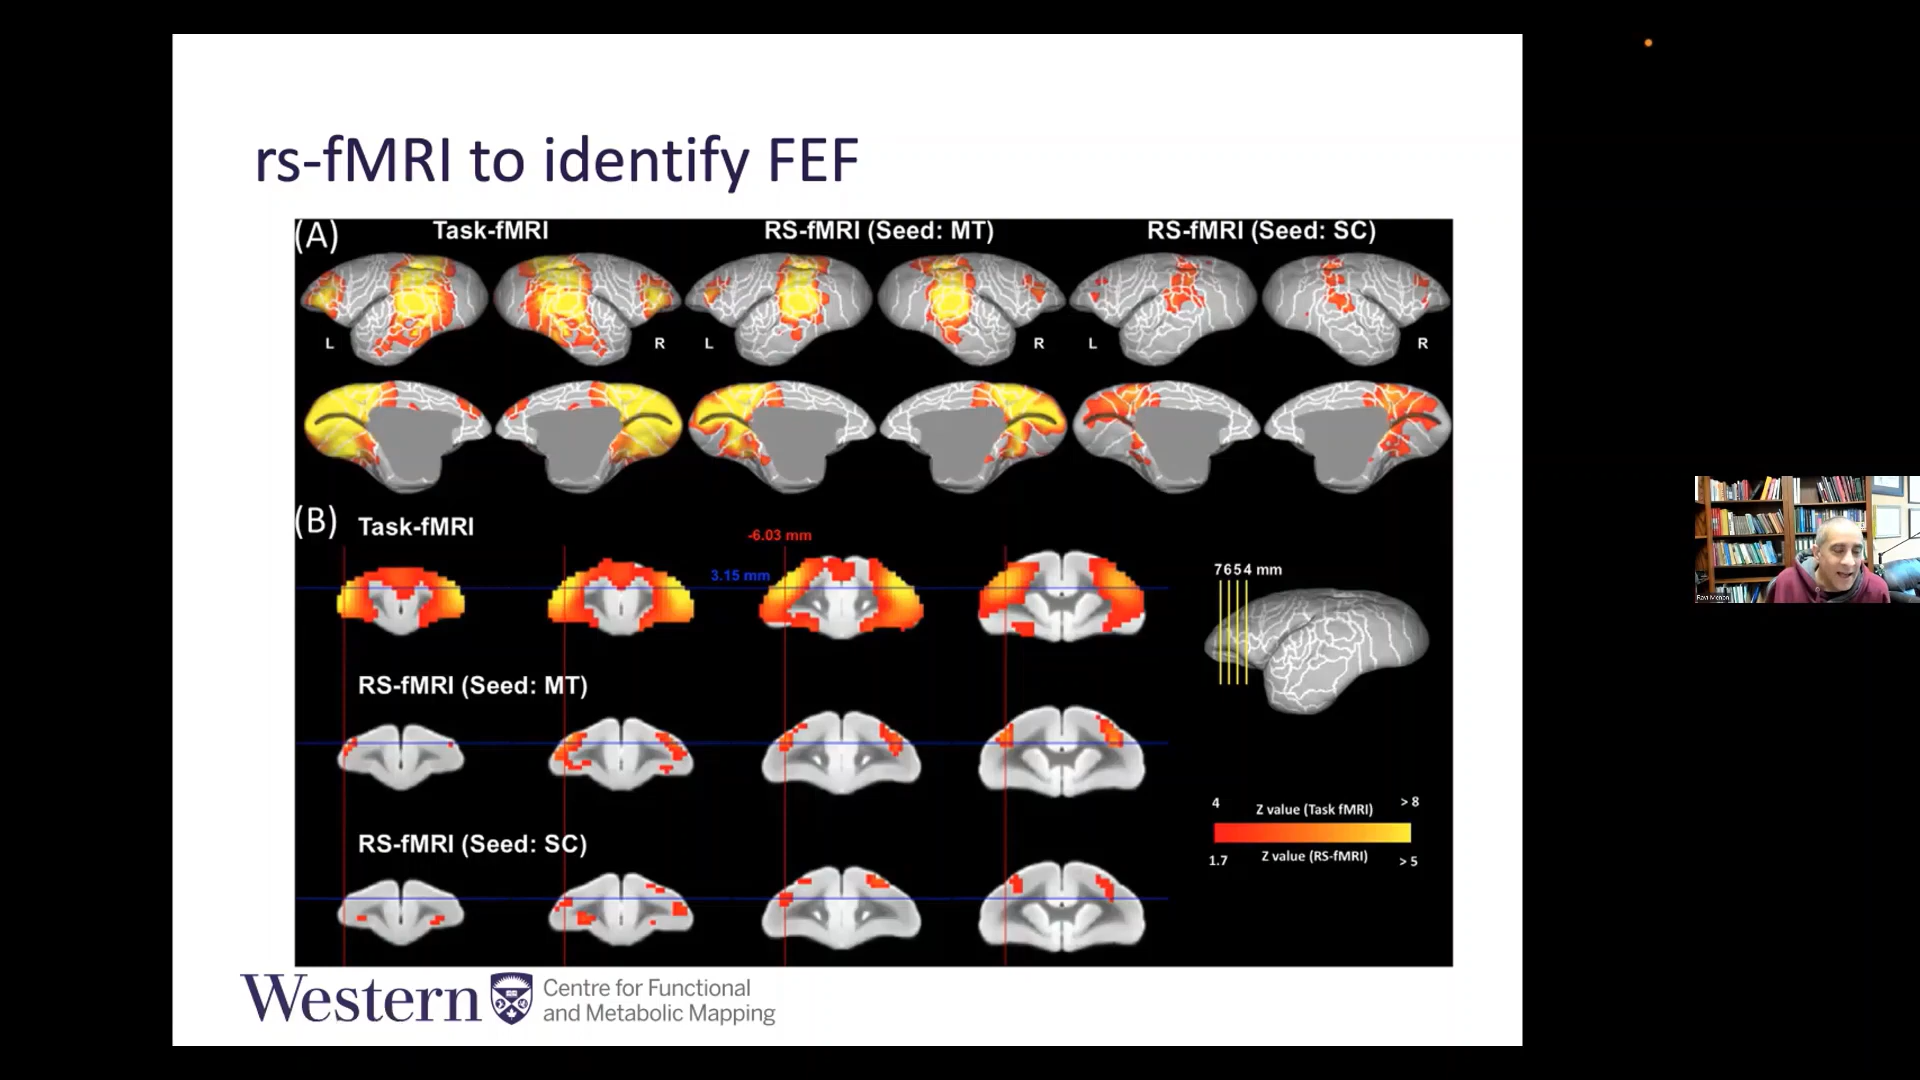 rs-fMRI to identify FEF
(A)
Task-fMRI
RS-fMRI (Seed: MT)
RS-fMRI (Seed: SC)
L
R
L
R
L
R
(B)
Task-fMRI
-6.03 mm
3.15 mm
7654 mm
RS-fMRI (Seed: MT)
4
Z value (Task fMRI)
> 8
RS-fMRI (Seed: SC)
1.7
Z value (RS-fMRI)
> 5
Western
Centre for Functional
and Metabolic Mapping
Ravi Menon